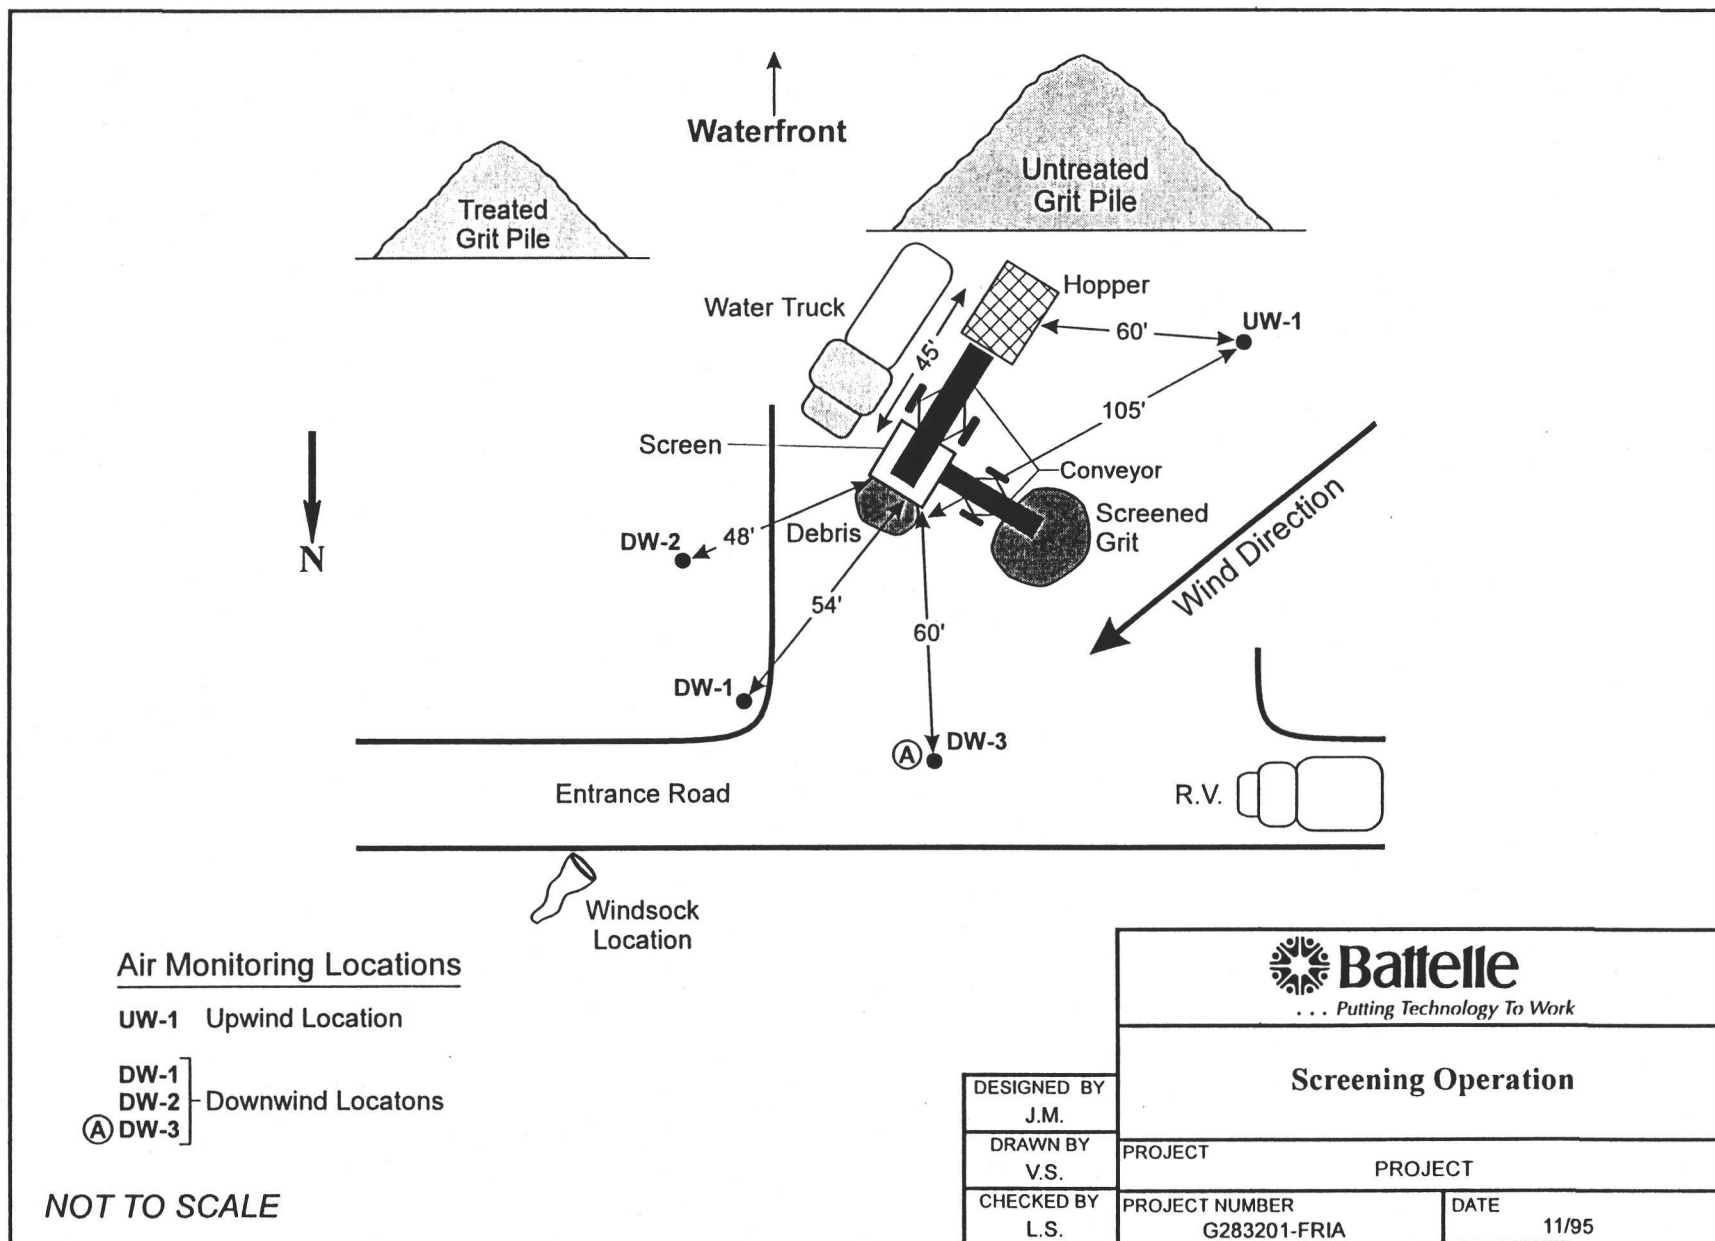 Waterfront
Untreated
Grit Pile
Treated
Grit Pile
Hopper
Water Truck
UW-1
60'
45'
105'
Screen
Conveyor
Screened
Grit
Debris
DW-2
48'
N
Wind Direction
54'
60'
DW-1
A DW-3
Entrance Road
R.V.
Windsock
Location
Air Monitoring Locations
UW-1 Upwind Location
DW-1
DW-2 Downwind Locatons
A DW-3
NOT TO SCALE
Battelle
. . . Putting Technology To Work
Screening Operation
DESIGNED BY
J.M.
DRAWN BY
V.S.
CHECKED BY
L.S.
PROJECT
PROJECT
PROJECT NUMBER
G283201-FRIA
DATE
11/95